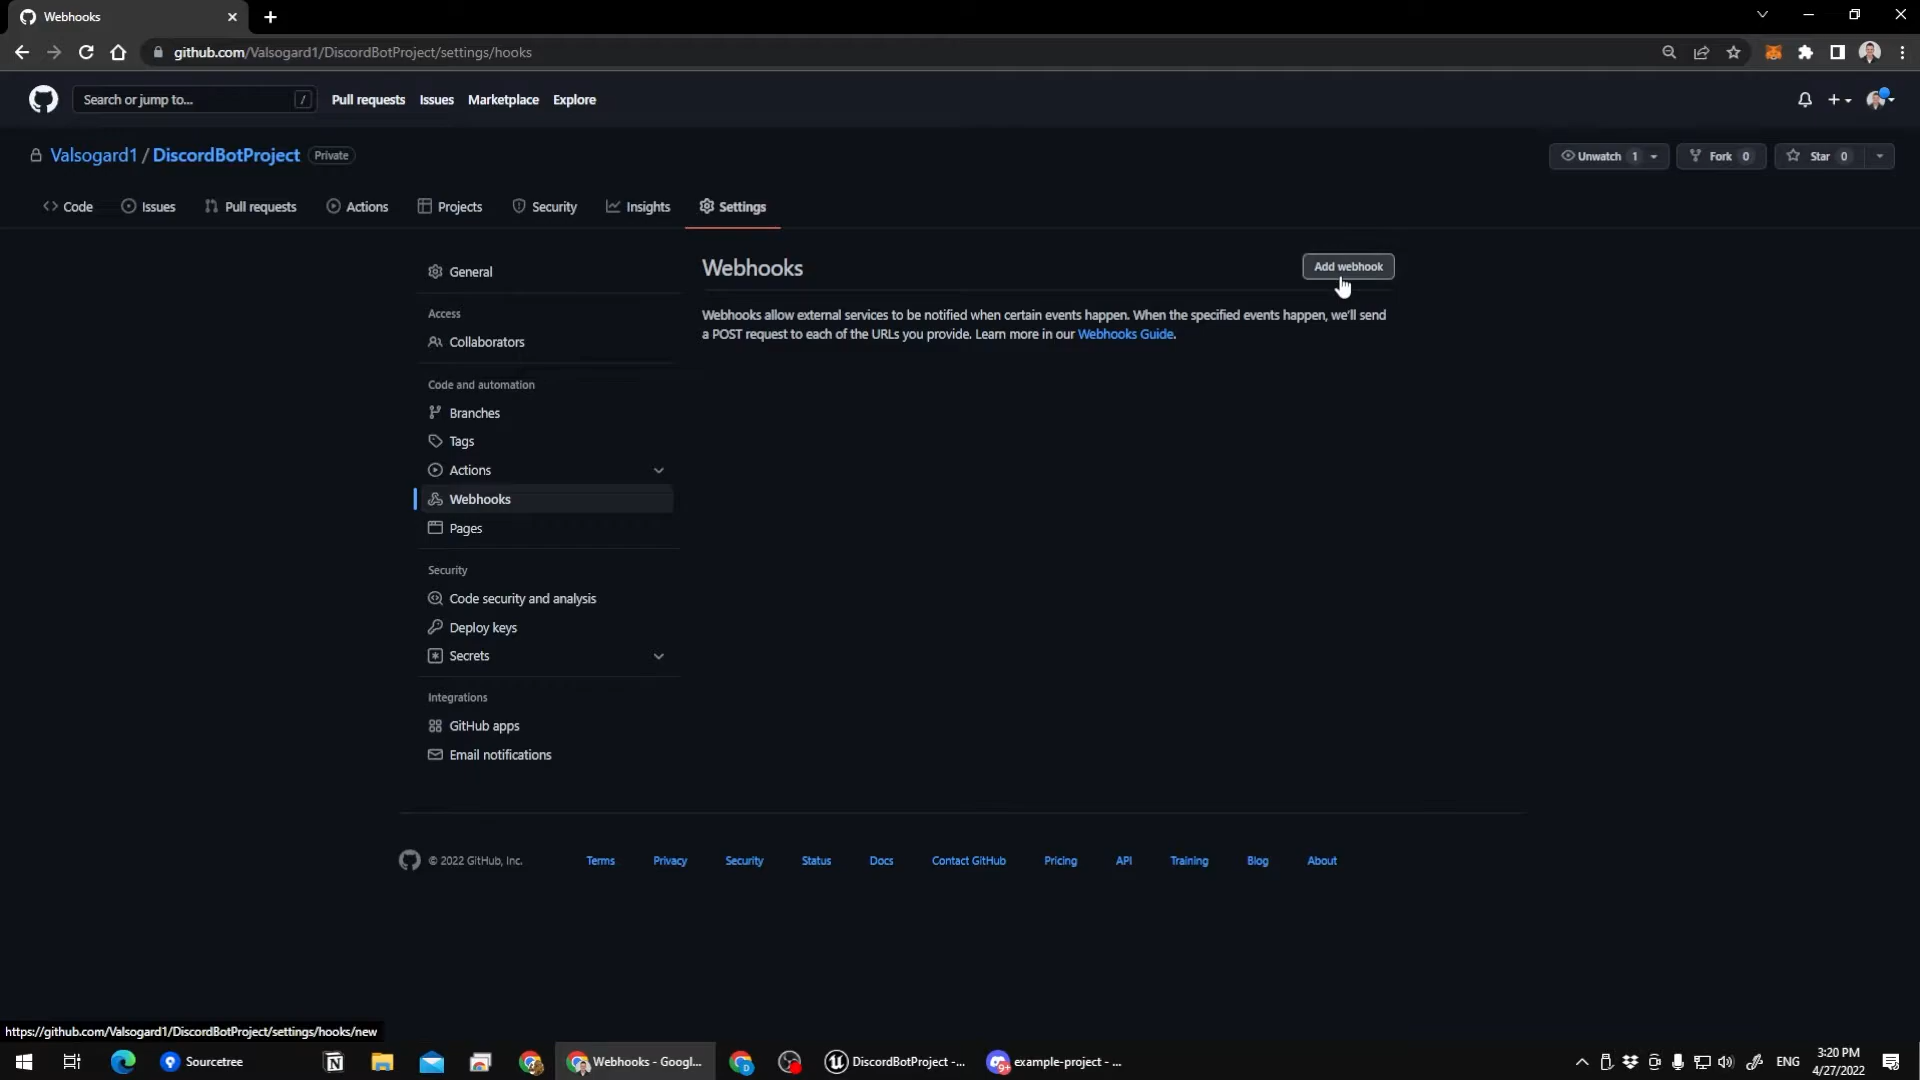 Webhooks
github.com/Valsogard1/DiscordBotProject/settings/hooks
Search or jump to...
/
Pull requests
Issues
Marketplace
Explore
Valsogard1 / DiscordBotProject
Private
Unwatch 1
Fork 0
Star 0
Code
Issues
Pull requests
Actions
Projects
Security
Insights
Settings
General
Access
Collaborators
Code and automation
Branches
Tags
Actions
Webhooks
Pages
Security
Code security and analysis
Deploy keys
Secrets
Integrations
GitHub apps
Email notifications
Webhooks
Add webhook
Webhooks allow external services to be notified when certain events happen. When the specified events happen, we'll send
a POST request to each of the URLs you provide. Learn more in our Webhooks Guide.
© 2022 GitHub, Inc.
Terms
Privacy
Security
Status
Docs
Contact GitHub
Pricing
API
Training
Blog
About
https://github.com/Valsogard1/DiscordBotProject/settings/hooks/new
Sourcetree
Webhooks - Googl...
DiscordBotProject -...
9+
example-project - ...
ENG
3:20 PM
4/27/2022